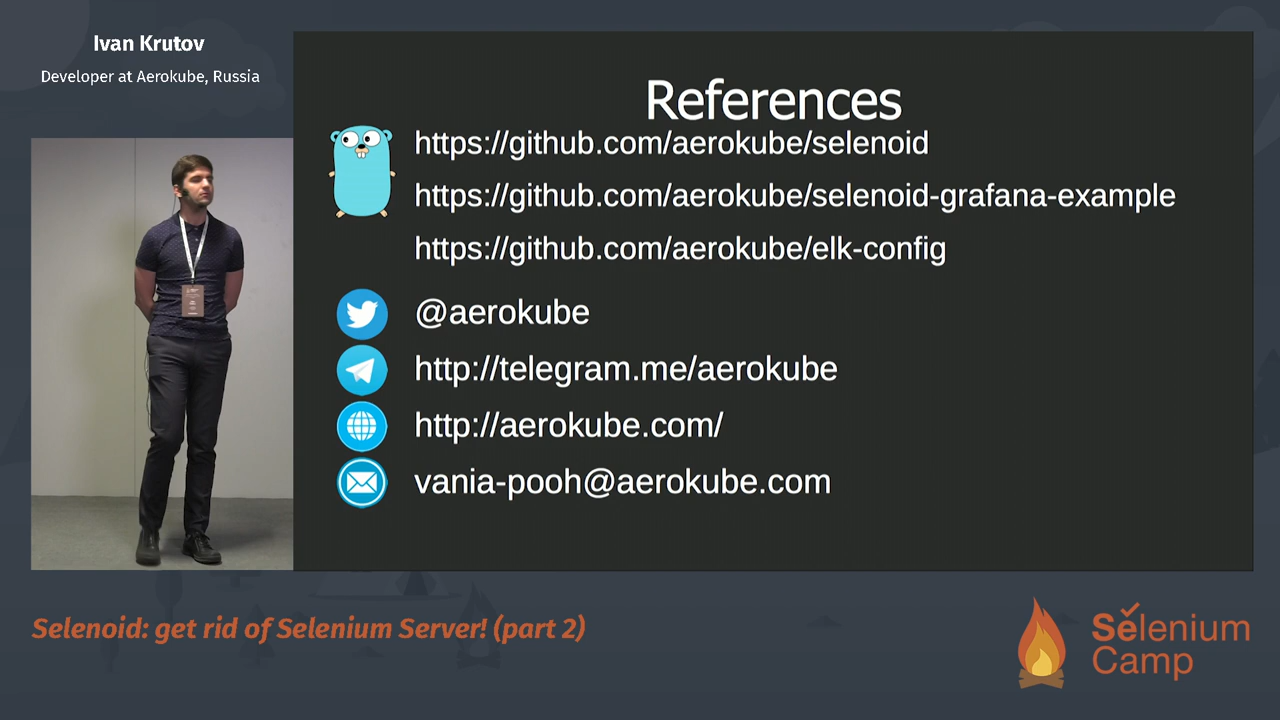 Ivan Krutov
Developer at Aerokube, Russia
References
https://github.com/aerokube/selenoid
https://github.com/aerokube/selenoid-grafana-example
https://github.com/aerokube/elk-config
@aerokube
http://telegram.me/aerokube
http://aerokube.com/
vania-pooh@aerokube.com
Selenoid: get rid of Selenium Server! (part 2)
Selenium
Camp